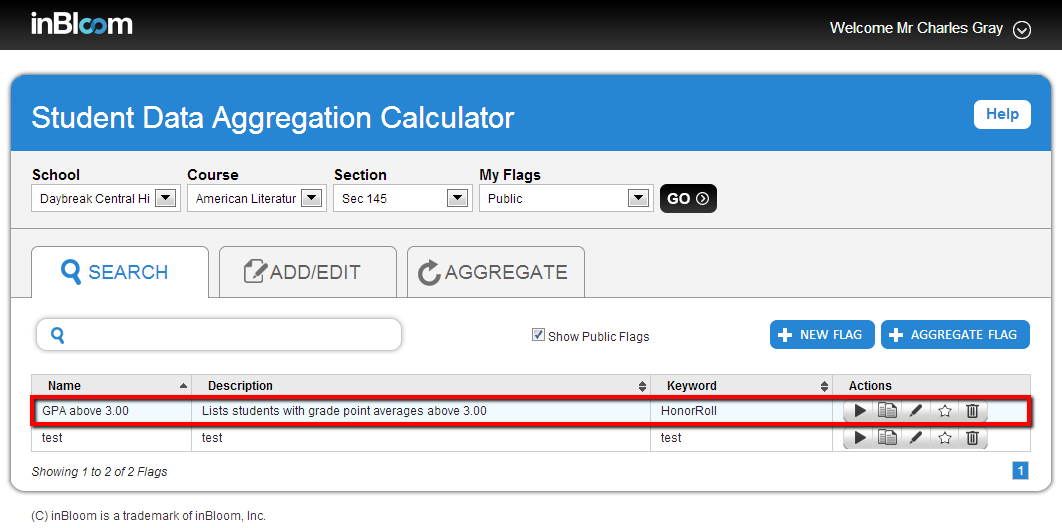 inBloom
Welcome Mr Charles Gray
Student Data Aggregation Calculator
Help
School Course Section My Flags
Daybreak Central Hi American Literatur Sec 145 Public GO
SEARCH ADD/EDIT AGGREGATE
Show Public Flags NEW FLAG AGGREGATE FLAG
Name Description Keyword Actions
GPA above 3.00 Lists students with grade point averages above 3.00 HonorRoll
test test test
Showing 1 to 2 of 2 Flags 1
(C) inBloom is a trademark of inBloom, Inc.